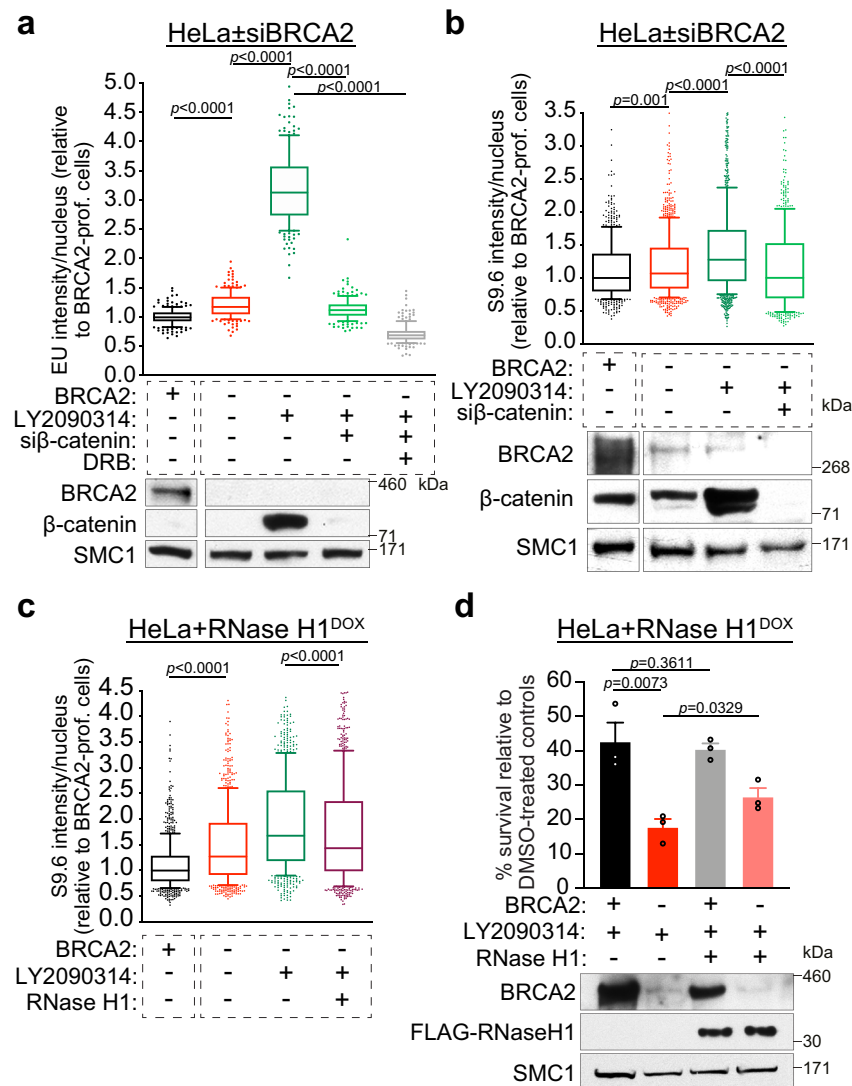 a
HeLa±siBRCA2
p<0.0001
p<0.0001
p<0.0001
p<0.0001
EU intensity/nucleus (relative
to BRCA2-prof. cells)
5.0
4.5
4.0
3.5
3.0
2.5
2.0
1.5
1.0
0.5
0.0
BRCA2: + - - - -
LY2090314: - - + + +
siβ-catenin: - - - + +
DRB: - - - - +
BRCA2
460 kDa
β-catenin
71
SMC1
171
b
HeLa±siBRCA2
p<0.0001
p<0.0001
p=0.001
S9.6 intensity/nucleus
(relative to BRCA2-prof. cells)
3.5
3.0
2.5
2.0
1.5
1.0
0.5
0.0
BRCA2: + - - -
LY2090314: - - + +
siβ-catenin: - - - +
kDa
BRCA2
268
β-catenin
71
SMC1
171
c
HeLa+RNase H1DOX
p<0.0001
p<0.0001
S9.6 intensity/nucleus
(relative to BRCA2-prof. cells)
4.5
4.0
3.5
3.0
2.5
2.0
1.5
1.0
0.5
0.0
BRCA2: + - - -
LY2090314: - - + +
RNase H1: - - - +
d
HeLa+RNase H1DOX
p=0.3611
p=0.0073
p=0.0329
% survival relative to
DMSO-treated controls
60
50
40
30
20
10
0
BRCA2: + - + -
LY2090314: + + + +
RNase H1: - - + +
kDa
BRCA2
460
FLAG-RNaseH1
30
SMC1
171